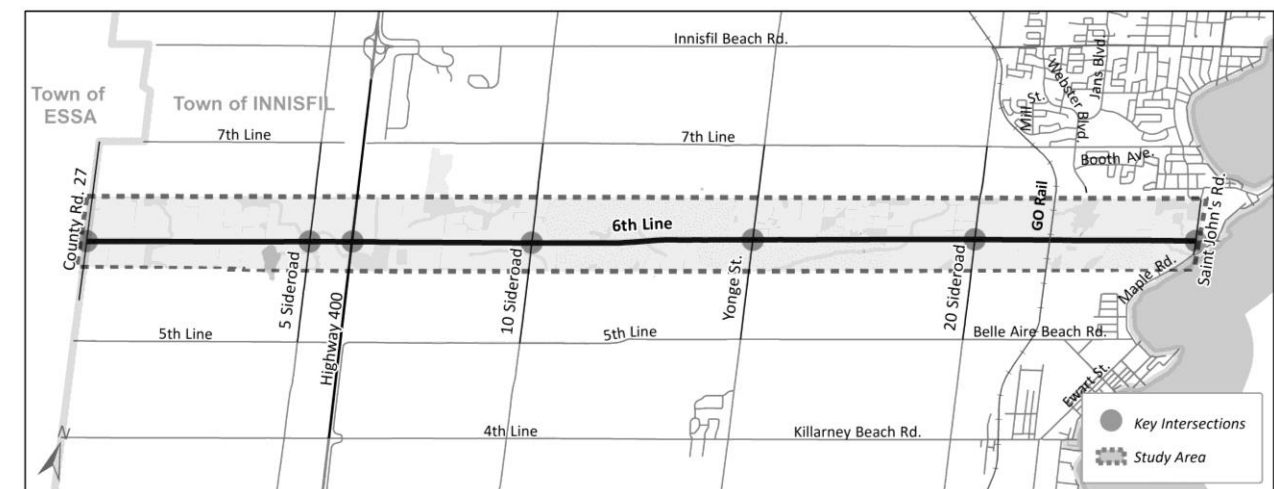 Innisfil Beach Rd.
Town of
ESSA
Town of INNISFIL
Mill St.
Webster Blvd.
Jans Blvd.
7th Line
7th Line
Booth Ave.
County Rd. 27
6th Line
GO Rail
Saint John's Rd.
5 Sideroad
Highway 400
10 Sideroad
Yonge St.
20 Sideroad
Maple Rd.
5th Line
5th Line
Belle Aire Beach Rd.
Ewart St.
4th Line
Killarney Beach Rd.
N
Key Intersections
Study Area